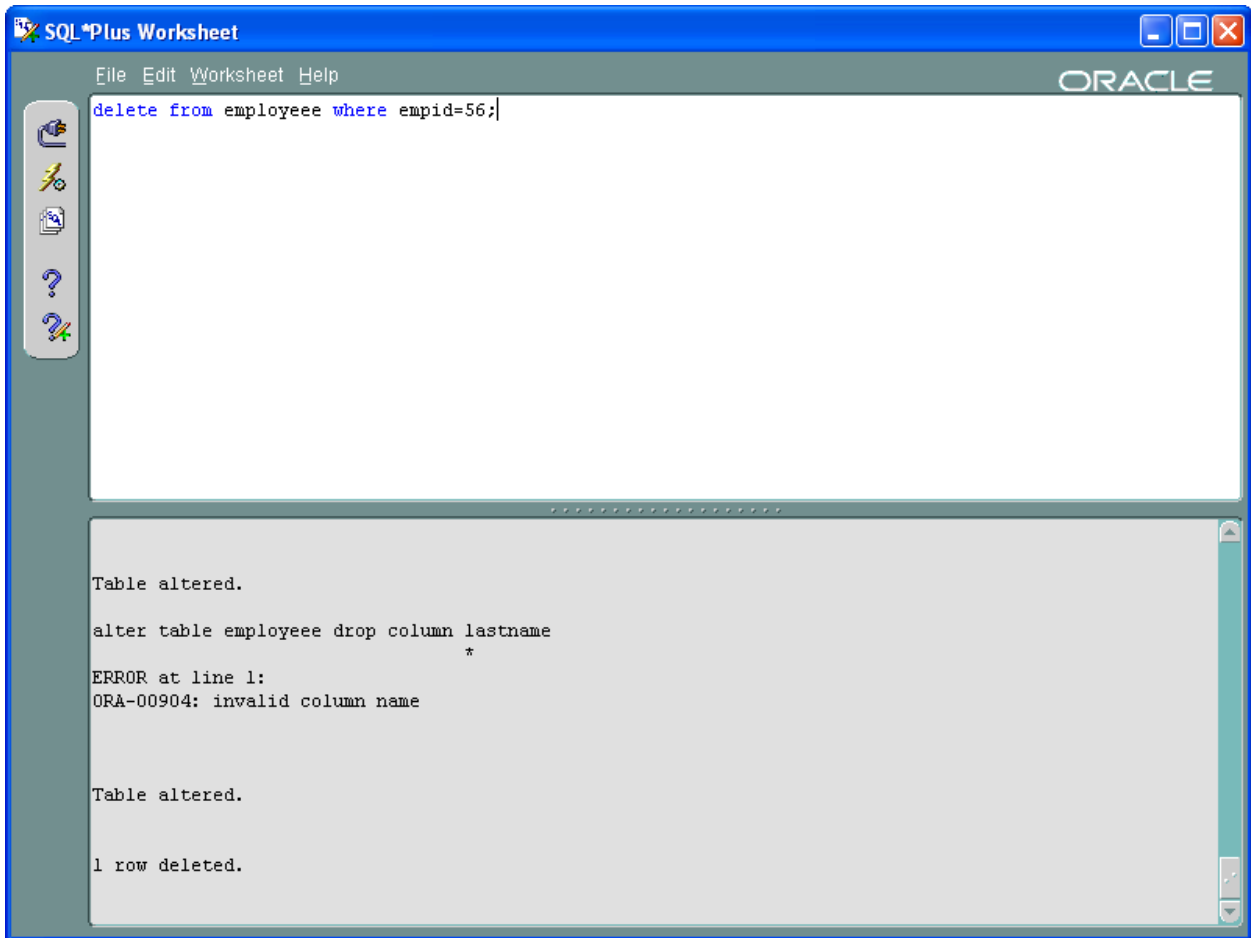 SQL*Plus Worksheet
File Edit Worksheet Help
ORACLE
delete from employeee where empid=56;
Table altered.
alter table employeee drop column lastname
*
ERROR at line 1:
ORA-00904: invalid column name
Table altered.
1 row deleted.